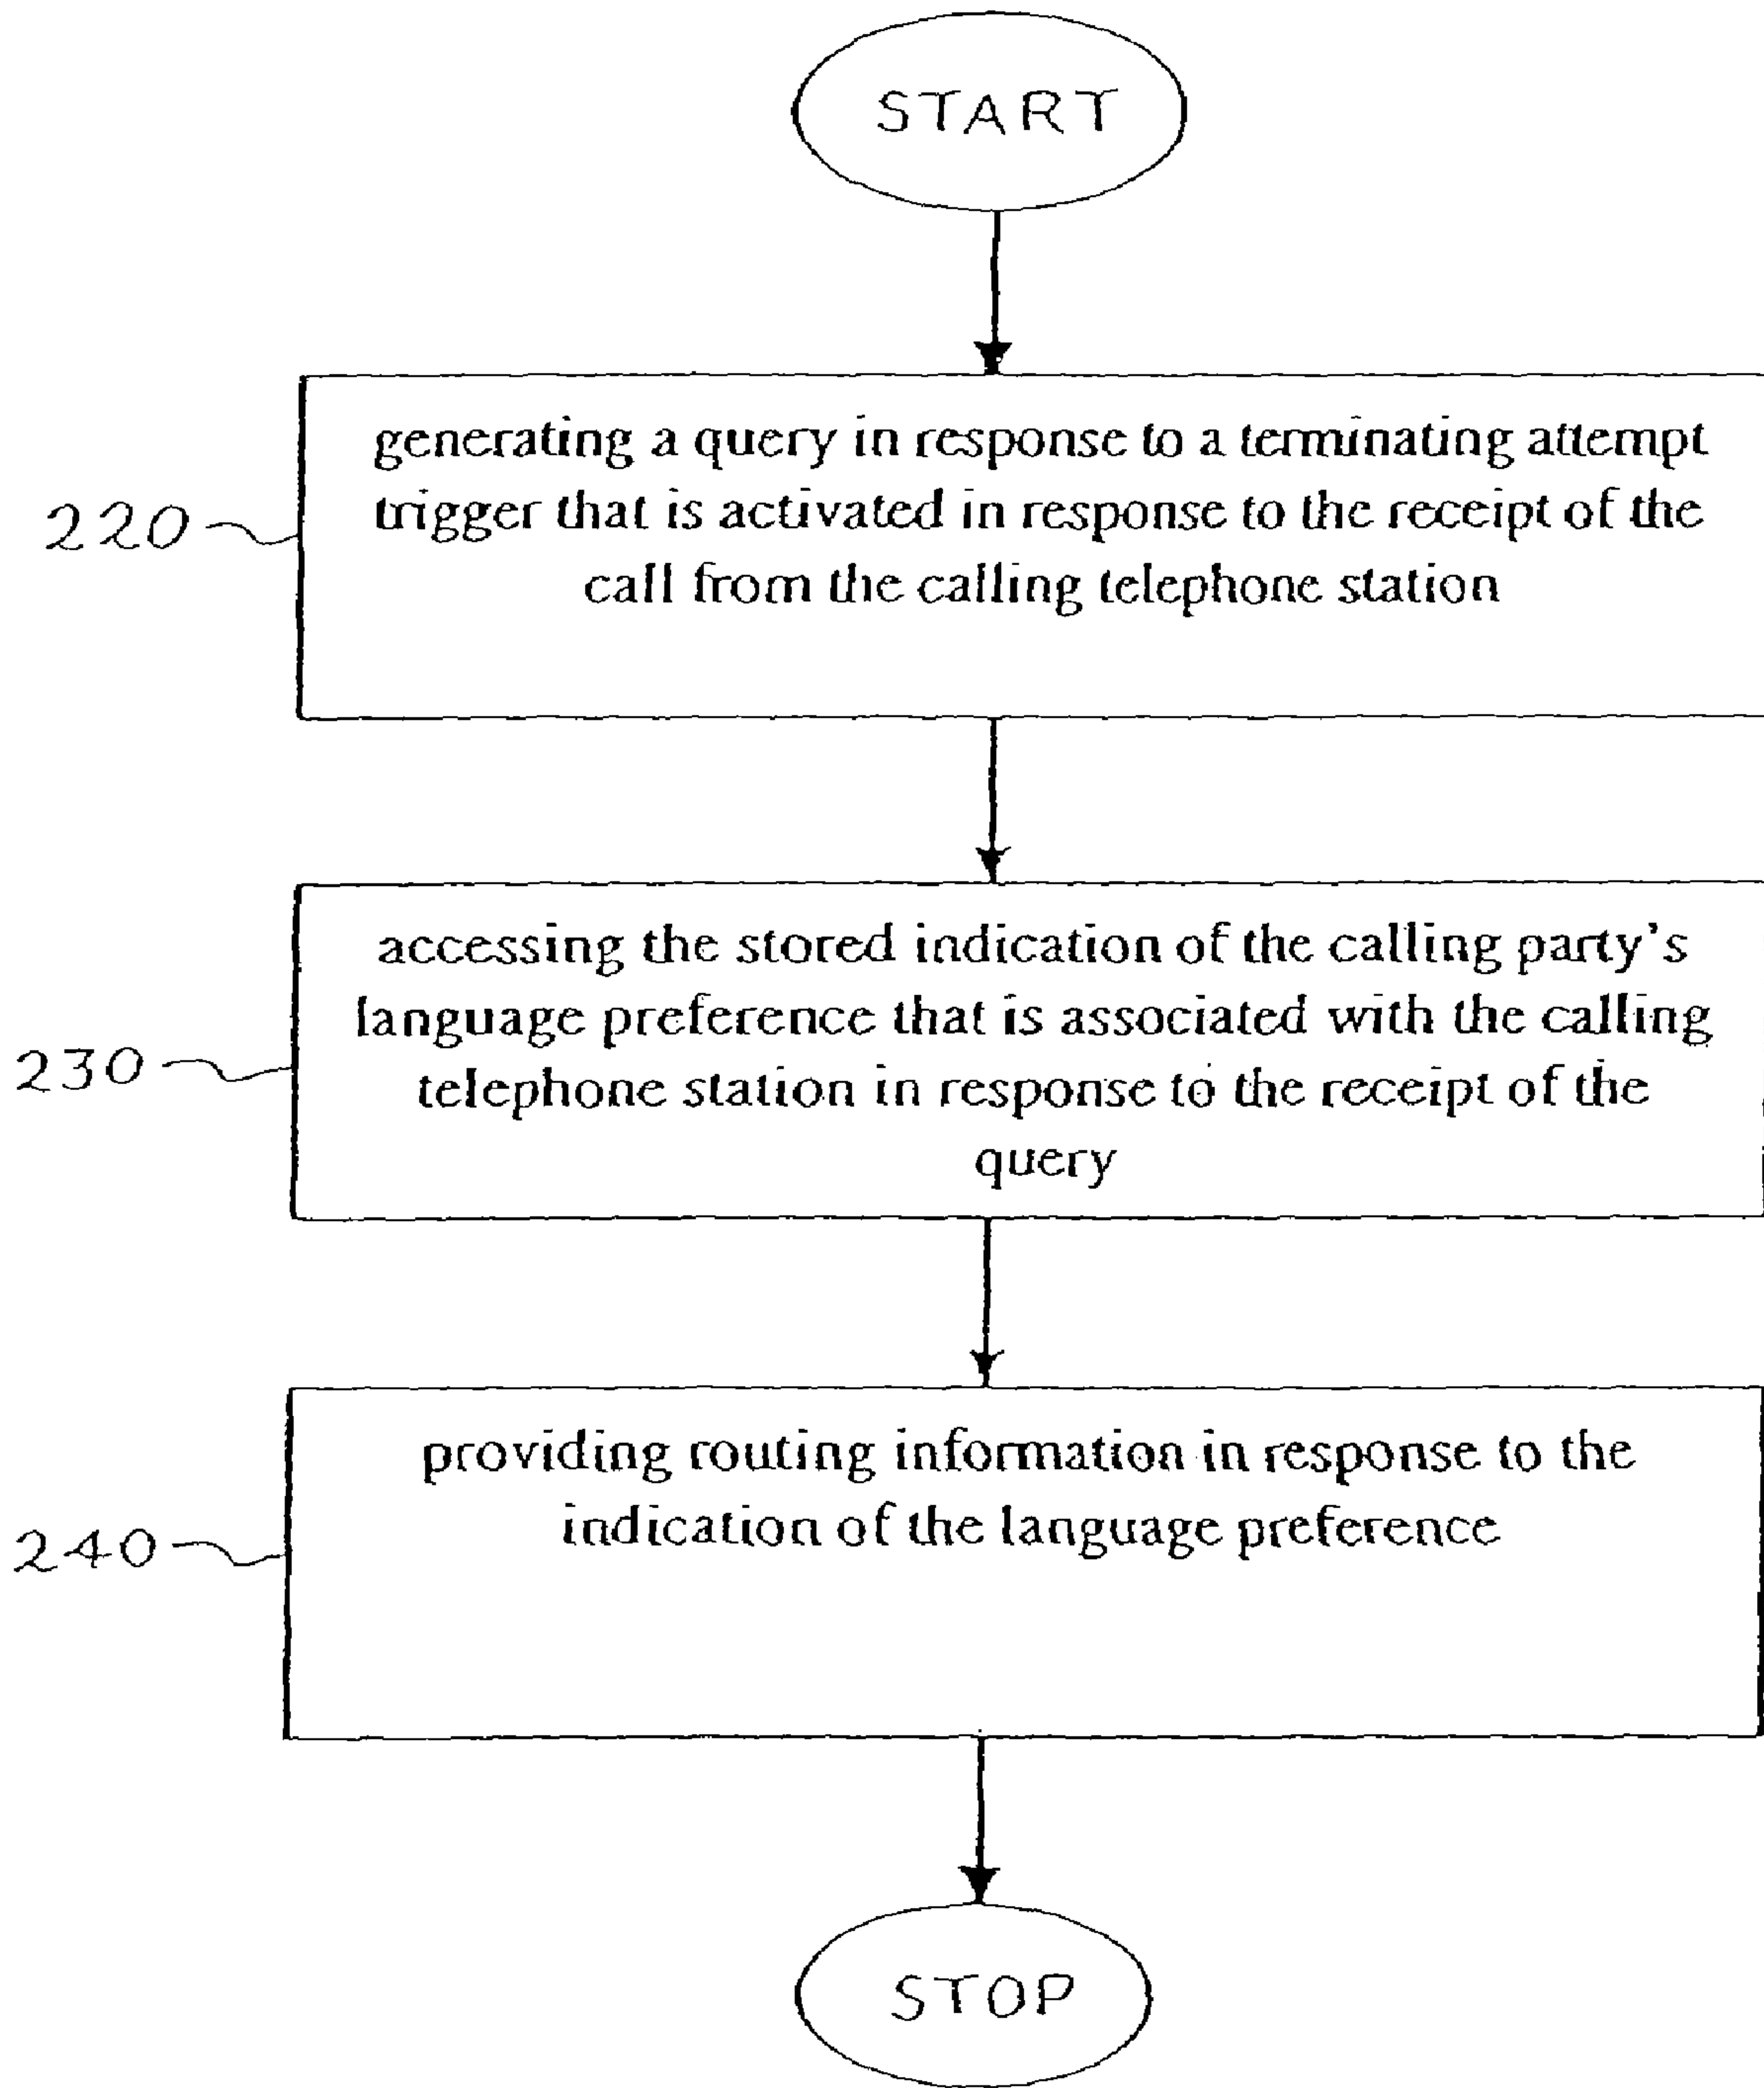 START
generating a query in response to a terminating attempt
trigger that is activated in response to the receipt of the
220
call from the calling telephone station
accessing the stored indication of the calling party's
language preference that is associated with the calling
230
telephone station in response to the receipt of the
query
providing routing information in response to the
indication of the language preference
240
STOP